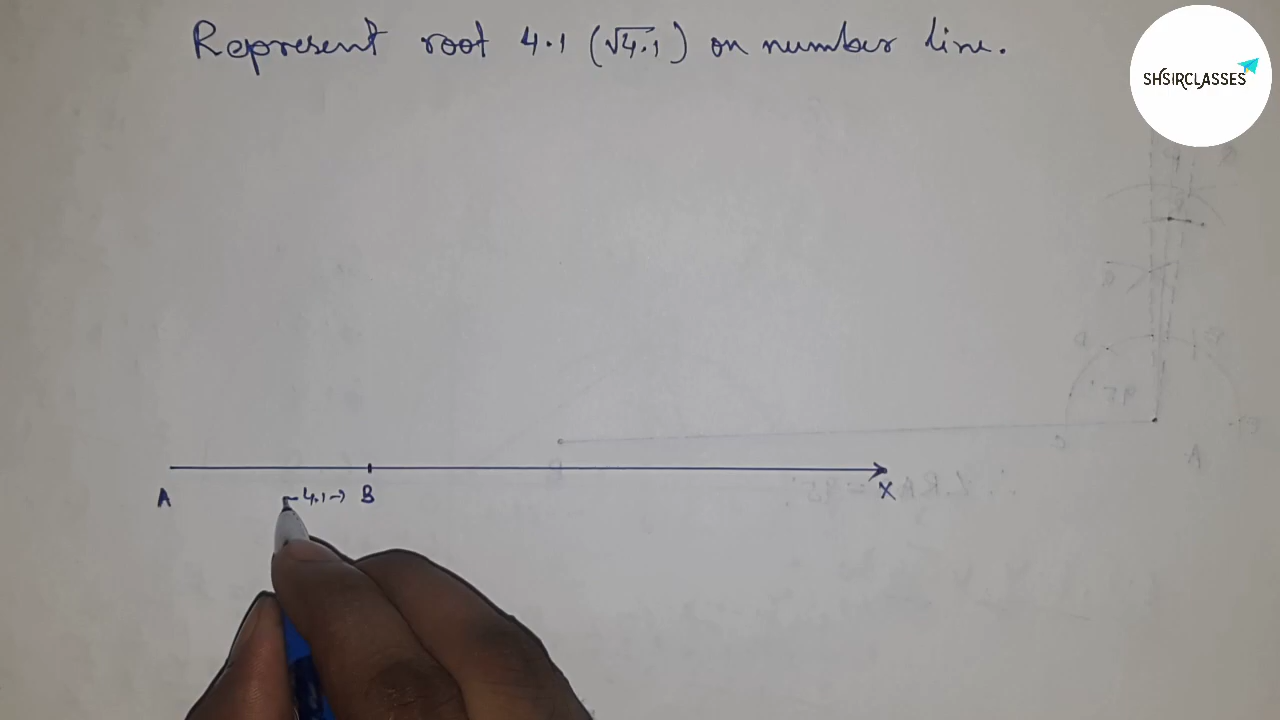 Represent root 4.1 (√4.1) on number line.
SHSIRCLASSES
A ←4.1→ B X